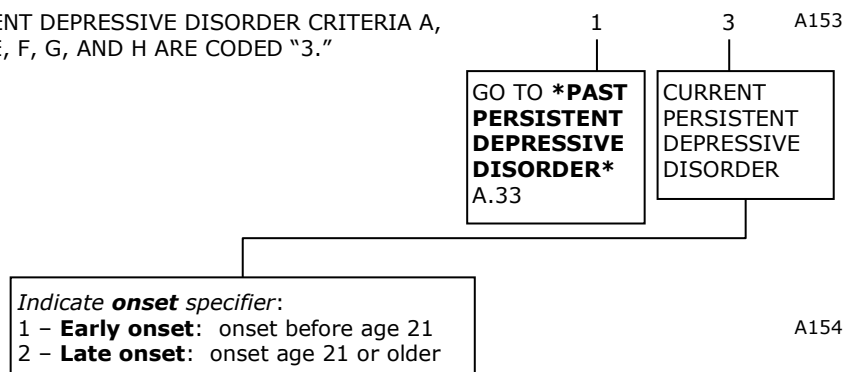 ENT DEPRESSIVE DISORDER CRITERIA A, 1 3 A153
, F, G, AND H ARE CODED “3.”
GO TO *PAST
PERSISTENT
DEPRESSIVE
DISORDER*
A.33
CURRENT
PERSISTENT
DEPRESSIVE
DISORDER
Indicate onset specifier:
1 – Early onset: onset before age 21
2 – Late onset: onset age 21 or older
A154